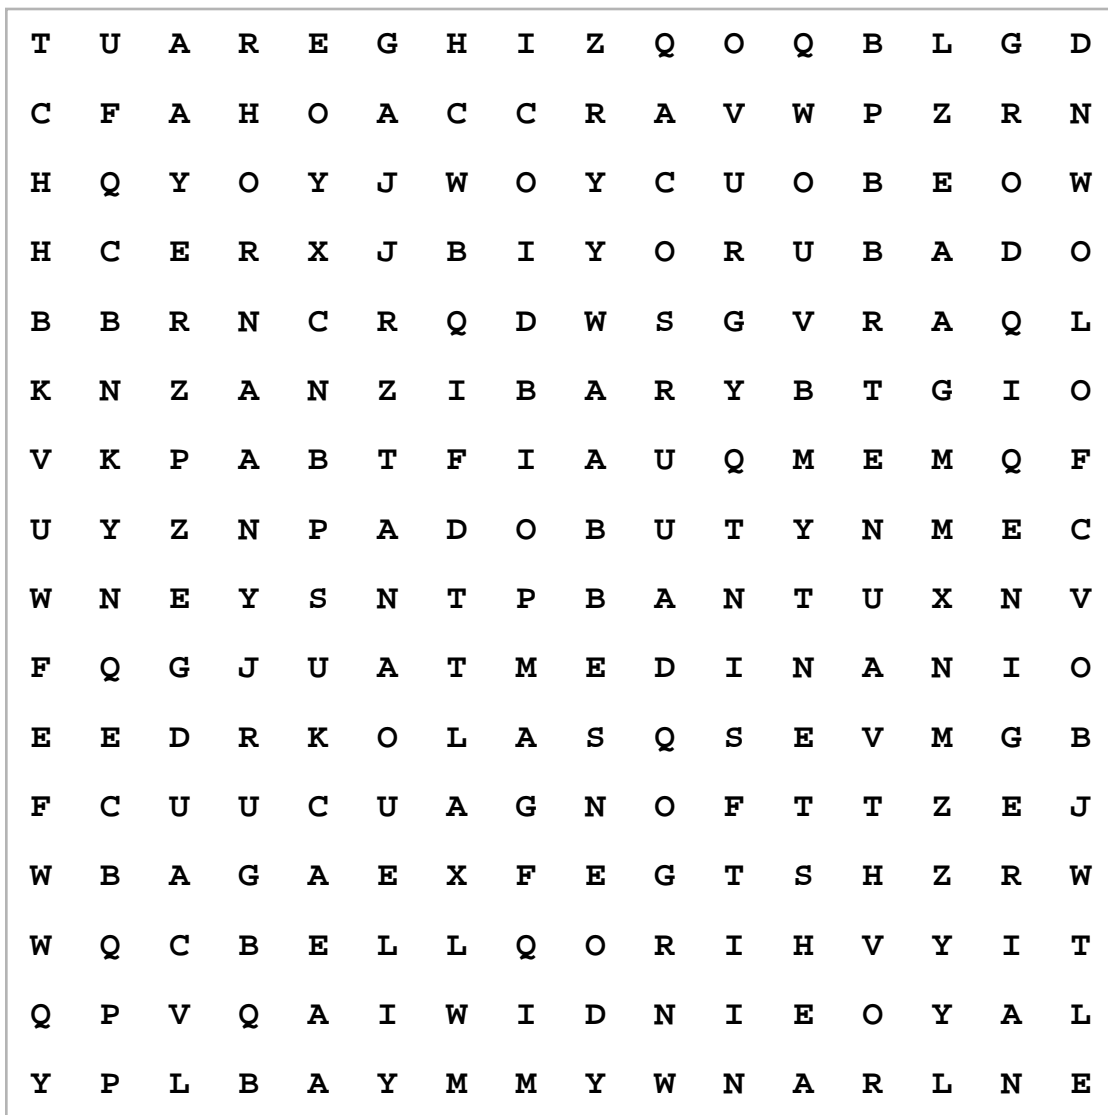 T U A R E G H I Z Q O Q B L G D
C F A H O A C C R A V W P Z R N
H Q Y O Y J W O Y C U O B E O W
H C E R X J B I Y O R U B A D O
B B R N C R Q D W S G V R A Q L
K N Z A N Z I B A R Y B T G I O
V K P A B T F I A U Q M E M Q F
U Y Z N P A D O B U T Y N M E C
W N E Y S N T P B A N T U X N V
F Q G J U A T M E D I N A N I O
E E D R K O L A S Q S E V M G B
F C U U C U A G N O F T T Z E J
W B A G A E X F E G T S H Z R W
W Q C B E L L Q O R I H V Y I T
Q P V Q A I W I D N I E O Y A L
Y P L B A Y M M Y W N A R L N E